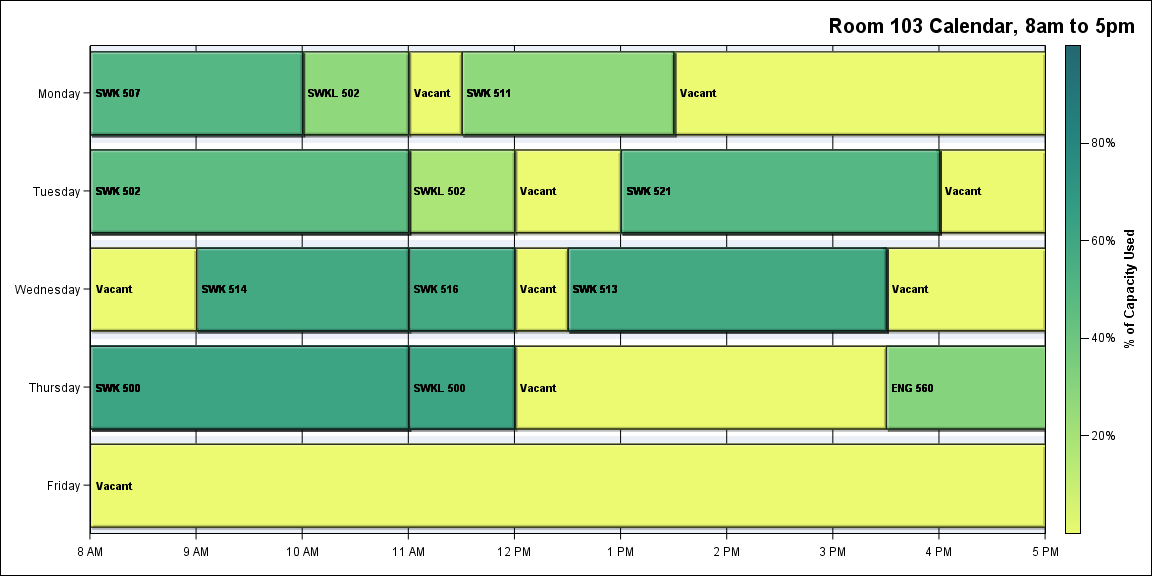 Room 103 Calendar, 8am to 5pm
Monday
SWK 507
SWKL 502
Vacant
SWK 511
Vacant
Tuesday
SWK 502
SWKL 502
Vacant
SWK 521
Vacant
Wednesday
Vacant
SWK 514
SWK 516
Vacant
SWK 513
Vacant
Thursday
SWK 500
SWKL 500
Vacant
ENG 560
Friday
Vacant
8 AM
9 AM
10 AM
11 AM
12 PM
1 PM
2 PM
3 PM
4 PM
5 PM
80%
60%
40%
20%
% of Capacity Used